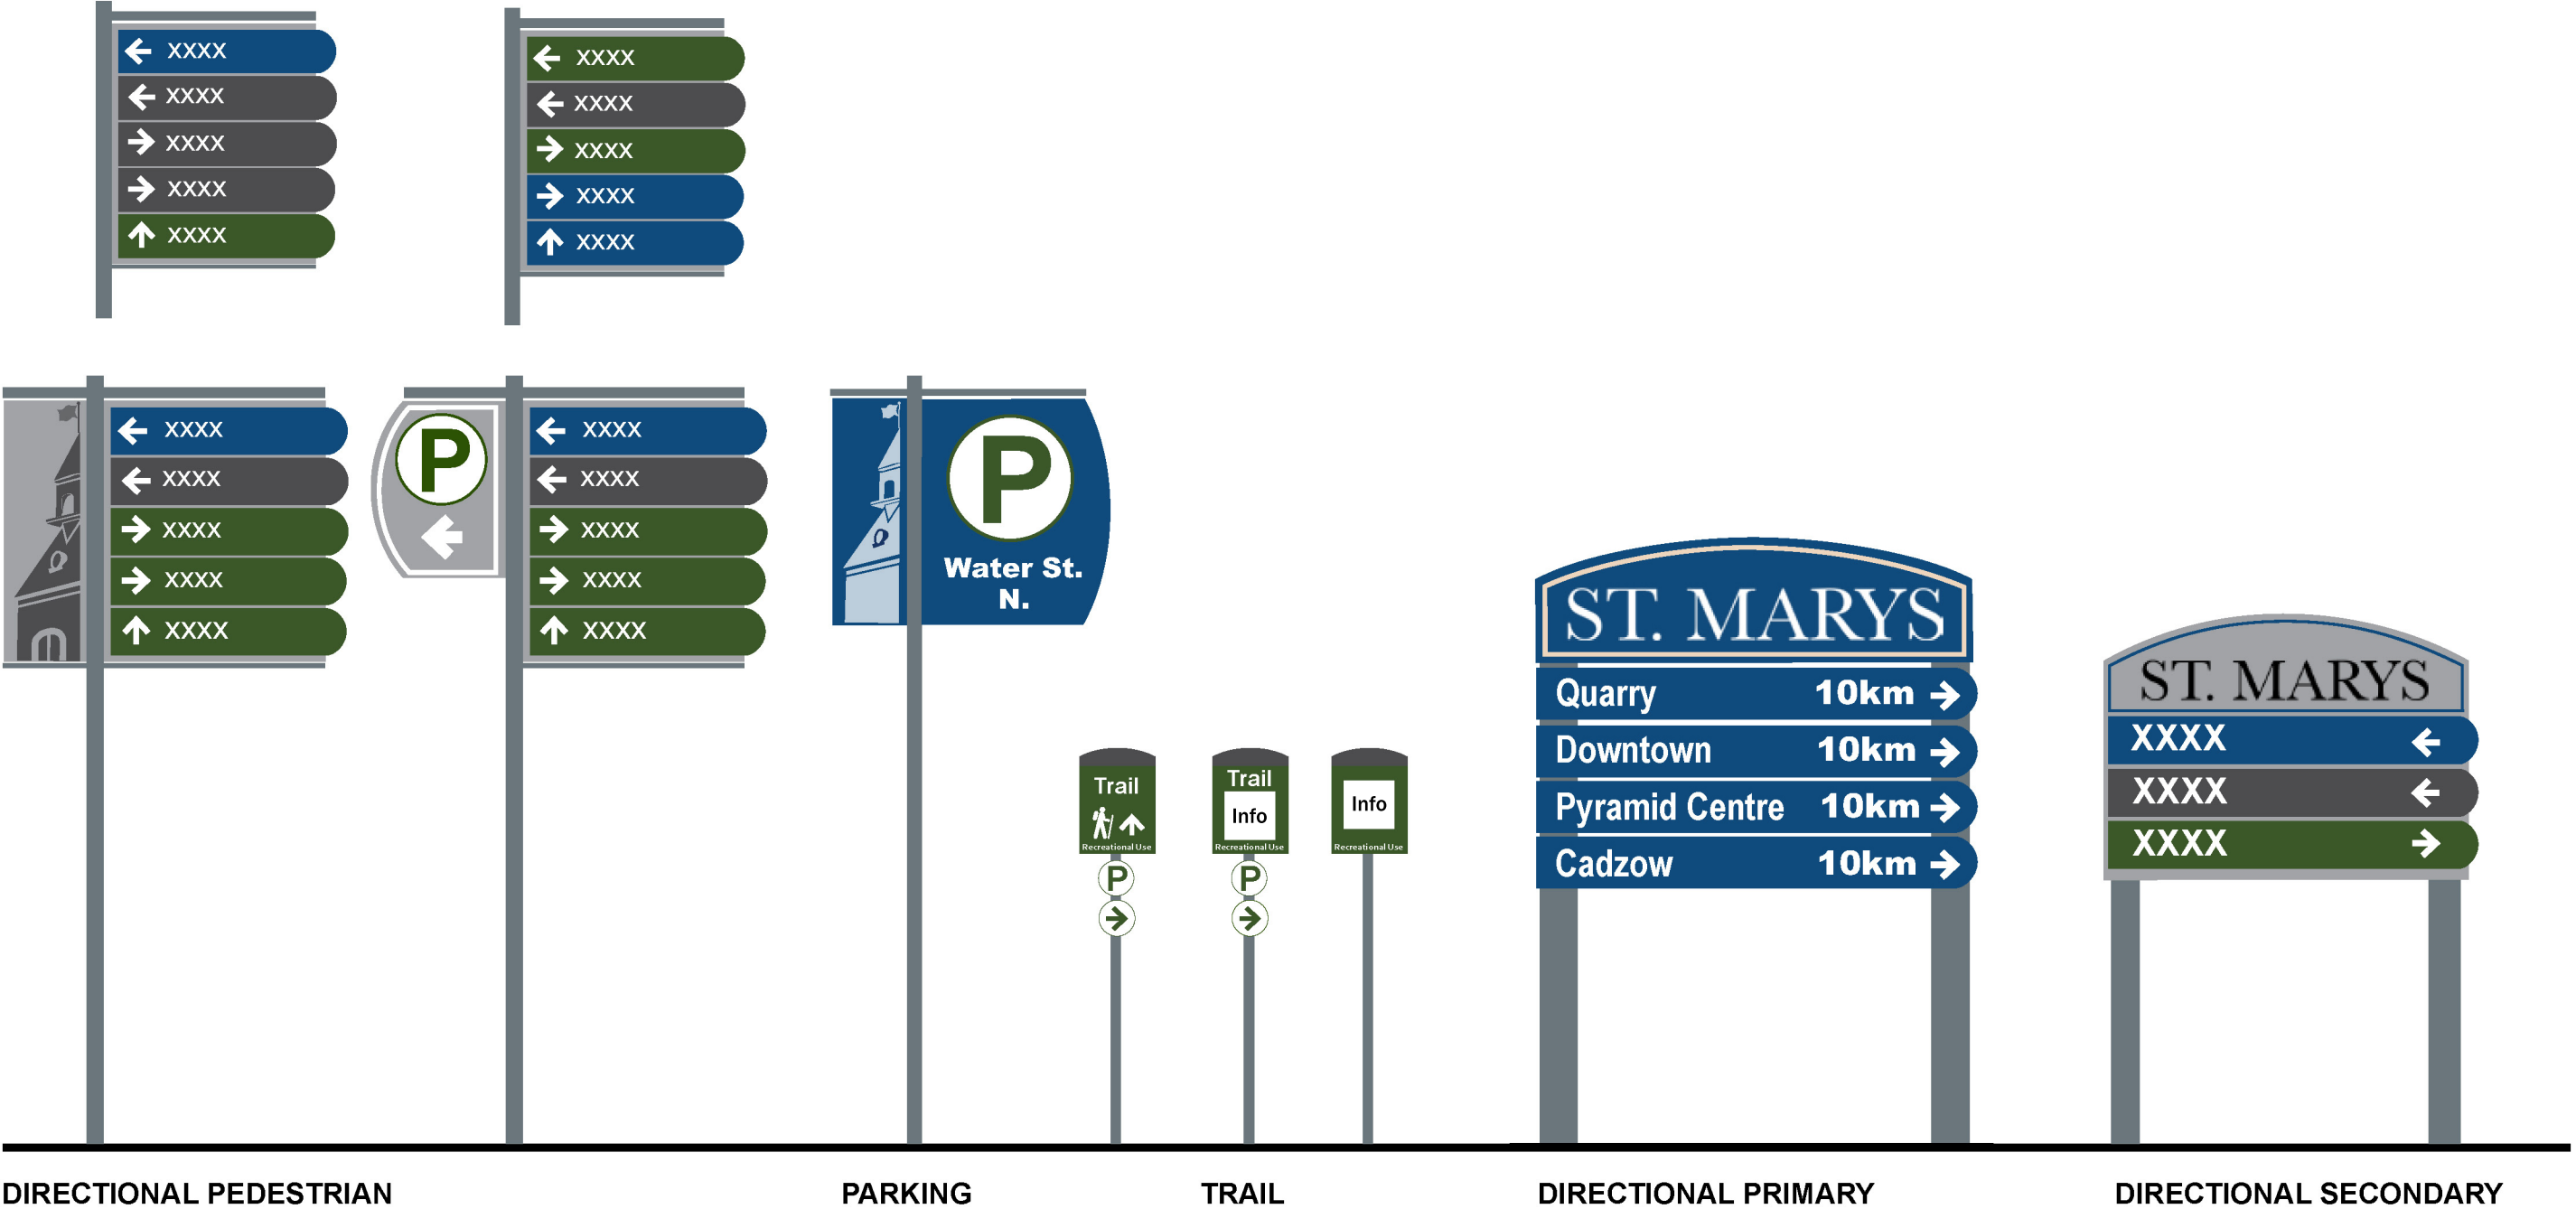 ← XXXX
← XXXX
→ XXXX
→ XXXX
↑ XXXX
← XXXX
← XXXX
→ XXXX
→ XXXX
↑ XXXX
← XXXX
← XXXX
→ XXXX
→ XXXX
↑ XXXX
P
←
← XXXX
← XXXX
→ XXXX
→ XXXX
↑ XXXX
P
Water St.
N.
Trail
↑
Recreational Use
P
→
Trail
Info
Recreational Use
P
→
Info
Recreational Use
ST. MARYS
Quarry 10km →
Downtown 10km →
Pyramid Centre 10km →
Cadzow 10km →
ST. MARYS
XXXX ←
XXXX ←
XXXX →
DIRECTIONAL PEDESTRIAN
PARKING
TRAIL
DIRECTIONAL PRIMARY
DIRECTIONAL SECONDARY